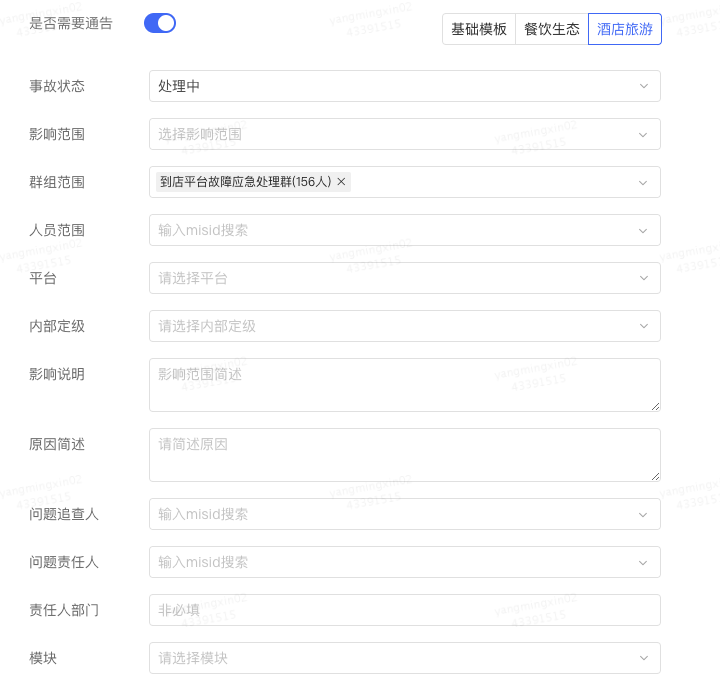 是否需要通告
基础模板 餐饮生态 酒店旅游
事故状态 处理中
影响范围 选择影响范围
群组范围 到店平台故障应急处理群(156人) ×
人员范围 输入misid搜索
平台 请选择平台
内部定级 请选择内部定级
影响说明 影响范围简述
原因简述 请简述原因
问题追查人 输入misid搜索
问题责任人 输入misid搜索
责任人部门 非必填
模块 请选择模块
yangmingxin02
43391515